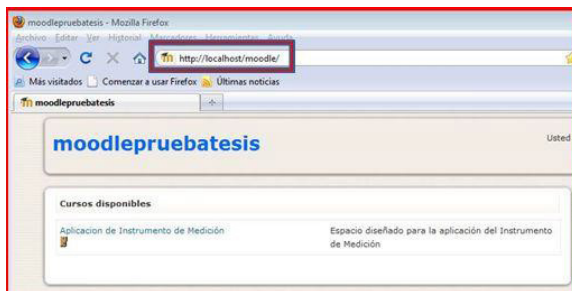 moodlepruebatesis - Mozilla Firefox
Archivo Editar Ver Historial Marcadores Herramientas Ayuda
http://localhost/moodle/
Más visitados Comenzar a usar Firefox Últimas noticias
moodlepruebatesis
moodlepruebatesis
Usted
Cursos disponibles
Aplicacion de Instrumento de Medición
Espacio diseñado para la aplicación del Instrumento
de Medición